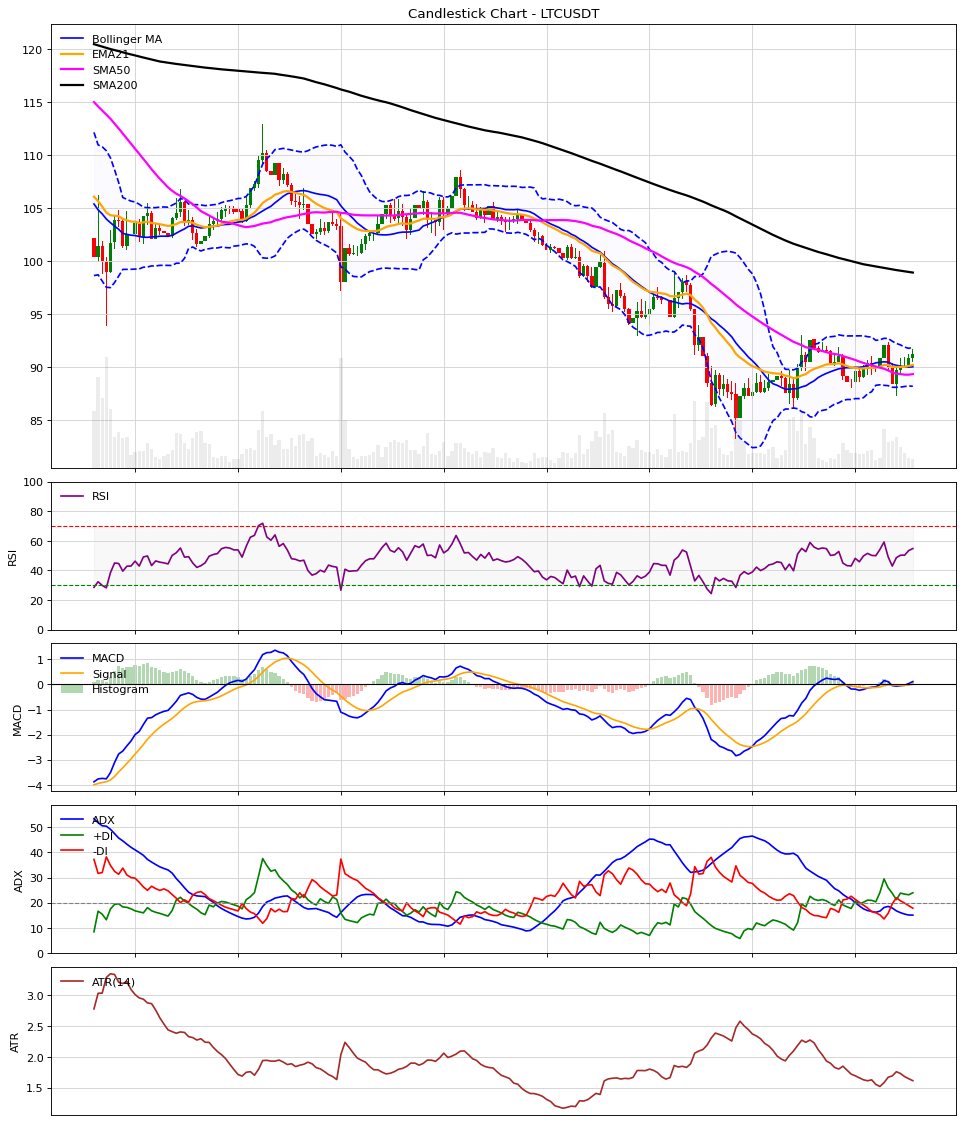 Candlestick Chart - LTCUSDT
Bollinger MA
EMA21
SMA50
SMA200
120
115
110
105
100
95
90
85
RSI
100
80
60
40
20
0
RSI
MACD
Signal
Histogram
1
0
−1
−2
−3
−4
MACD
ADX
+DI
-DI
50
40
30
20
10
0
ADX
ATR(14)
3.0
2.5
2.0
1.5
ATR